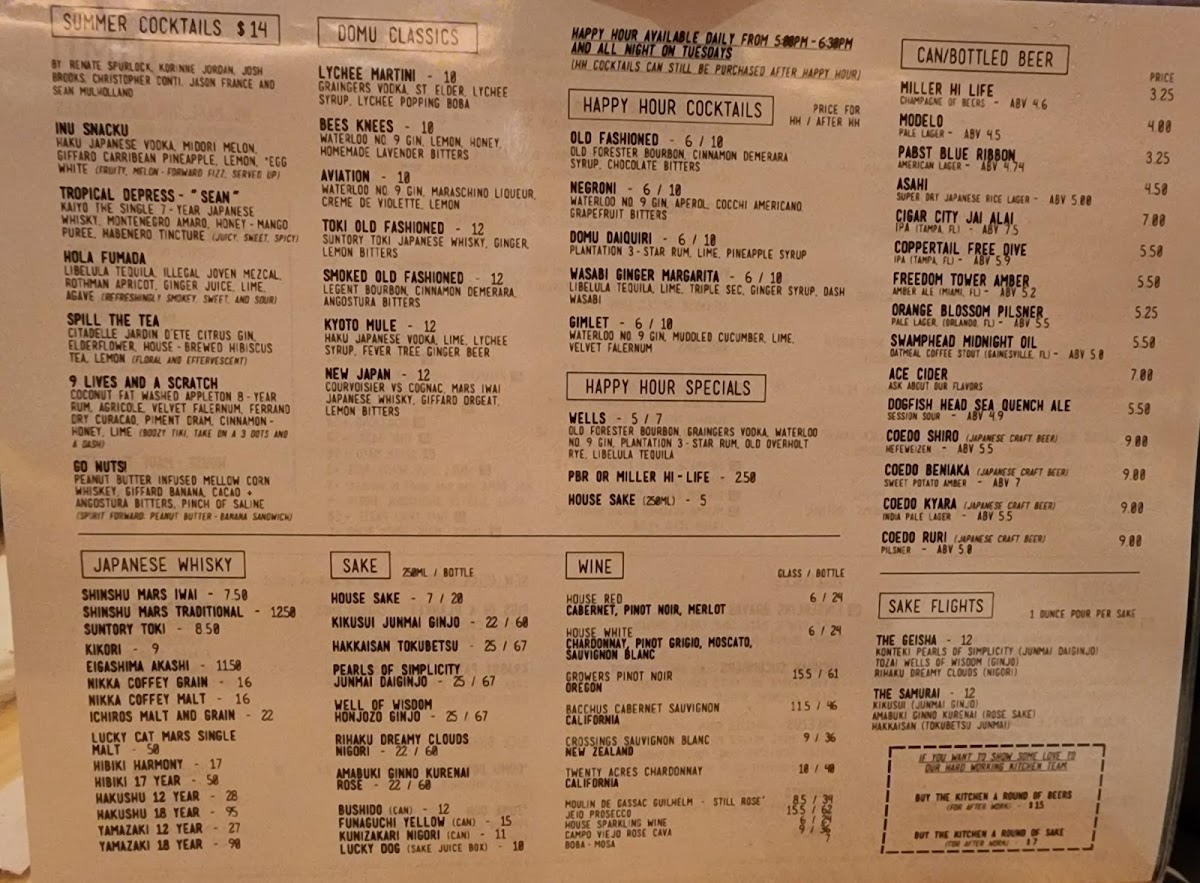 SUMMER COCKTAILS $14
BY RENATE SPURLOCK, KORINNE JORDAN, JOSH
BROOKS, CHRISTOPHER CONTI, JASON FRANCE AND
SEAN MULHOLLAND
INU SNACKU
HAKU JAPANESE VODKA, MIDORI MELON,
GIFFARD CARRIBEAN PINEAPPLE, LEMON, *EGG
WHITE (FRUITY, MELON-FORWARD FIZZ, SERVED UP)
TROPICAL DEPRESS-"SEAN"
KAIYO THE SINGLE 7-YEAR JAPANESE
WHISKY, MONTENEGRO AMARO, HONEY-MANGO
PUREE, HABENERO TINCTURE (JUICY, SWEET, SPICY)
HOLA FUMADA
LIBELULA TEQUILA, ILLEGAL JOVEN MEZCAL,
ROTHMAN APRICOT, GINGER JUICE, LIME,
AGAVE (REFRESHINGLY SMOKEY, SWEET, AND SOUR)
SPILL THE TEA
CITADELLE JARDIN D'ETE CITRUS GIN,
ELDERFLOWER, HOUSE-BREWED HIBISCUS
TEA, LEMON (FLORAL AND EFFERVESCENT)
9 LIVES AND A SCRATCH
COCONUT FAT WASHED APPLETON 8-YEAR
RUM, AGRICOLE, VELVET FALERNUM, FERRAND
DRY CURACAO, PIMENT DRAM, CINNAMON-
HONEY, LIME (BOOZY TIKI, TAKE ON A 3 DOTS AND
A DASH)
GO NUTS!
PEANUT BUTTER INFUSED MELLOW CORN
WHISKEY, GIFFARD BANANA, CACAO +
ANGOSTURA BITTERS, PINCH OF SALINE
(SPIRIT FORWARD, PEANUT BUTTER-BANANA SANDWICH)
DOMU CLASSICS
LYCHEE MARTINI - 10
GRAINGERS VODKA, ST ELDER, LYCHEE
SYRUP, LYCHEE POPPING BOBA
BEES KNEES - 10
WATERLOO NO. 9 GIN, LEMON, HONEY,
HOMEMADE LAVENDER BITTERS
AVIATION - 10
WATERLOO NO. 9 GIN, MARASCHINO LIQUEUR,
CREME DE VIOLETTE, LEMON
TOKI OLD FASHIONED - 12
SUNTORY TOKI JAPANESE WHISKY, GINGER,
LEMON BITTERS
SMOKED OLD FASHIONED - 12
LEGENT BOURBON, CINNAMON DEMERARA,
ANGOSTURA BITTERS
KYOTO MULE - 12
HAKU JAPANESE VODKA, LIME, LYCHEE
SYRUP, FEVER TREE GINGER BEER
NEW JAPAN - 12
COURVOISIER VS COGNAC, MARS IWAI
JAPANESE WHISKY, GIFFARD ORGEAT,
LEMON BITTERS
HAPPY HOUR AVAILABLE DAILY FROM 5:00PM-6:30PM
AND ALL NIGHT ON TUESDAYS
(HH COCKTAILS CAN STILL BE PURCHASED AFTER HAPPY HOUR)
HAPPY HOUR COCKTAILS
PRICE FOR
HH / AFTER HH
OLD FASHIONED - 6 / 10
OLD FORESTER BOURBON, CINNAMON DEMERARA
SYRUP, CHOCOLATE BITTERS
NEGRONI - 6 / 10
WATERLOO NO 9 GIN, APEROL, COCCHI AMERICANO,
GRAPEFRUIT BITTERS
DOMU DAIQUIRI - 6 / 10
PLANTATION 3-STAR RUM, LIME, PINEAPPLE SYRUP
WASABI GINGER MARGARITA - 6 / 10
LIBELULA TEQUILA, LIME, TRIPLE SEC, GINGER SYRUP, DASH
WASABI
GIMLET - 6 / 10
WATERLOO NO 9 GIN, MUDDLED CUCUMBER, LIME,
VELVET FALERNUM
HAPPY HOUR SPECIALS
WELLS - 5 / 7
OLD FORESTER BOURBON, GRAINGERS VODKA, WATERLOO
NO. 9 GIN, PLANTATION 3-STAR RUM, OLD OVERHOLT
RYE, LIBELULA TEQUILA
PBR OR MILLER HI-LIFE - 2.50
HOUSE SAKE (250ML) - 5
CAN/BOTTLED BEER
PRICE
MILLER HI LIFE 3.25
CHAMPAGNE OF BEERS - ABV 4.6
MODELO 4.00
PALE LAGER - ABV 4.5
PABST BLUE RIBBON 3.25
AMERICAN LAGER - ABV 4.74
ASAHI 4.50
SUPER DRY JAPANESE RICE LAGER - ABV 5.00
CIGAR CITY JAI ALAI 7.00
IPA (TAMPA, FL) - ABV 7.5
COPPERTAIL FREE DIVE 5.50
IPA (TAMPA, FL) - ABV 5.9
FREEDOM TOWER AMBER 5.50
AMBER ALE (MIAMI, FL) - ABV 5.2
ORANGE BLOSSOM PILSNER 5.25
PALE LAGER, (ORLANDO, FL) - ABV 5.5
SWAMPHEAD MIDNIGHT OIL 5.50
OATMEAL COFFEE STOUT (GAINESVILLE, FL) - ABV 5.0
ACE CIDER 7.00
ASK ABOUT OUR FLAVORS
DOGFISH HEAD SEA QUENCH ALE 5.50
SESSION SOUR - ABV 4.9
COEDO SHIRO (JAPANESE CRAFT BEER) 9.00
HEFEWEIZEN - ABV 5.5
COEDO BENIAKA (JAPANESE CRAFT BEER) 9.00
SWEET POTATO AMBER - ABV 7
COEDO KYARA (JAPANESE CRAFT BEER) 9.00
INDIA PALE LAGER - ABV 5.5
COEDO RURI (JAPANESE CRAFT BEER) 9.00
PILSNER - ABV 5.0
JAPANESE WHISKY
SHINSHU MARS IWAI - 7.50
SHINSHU MARS TRADITIONAL - 12.50
SUNTORY TOKI - 8.50
KIKORI - 9
EIGASHIMA AKASHI - 11.50
NIKKA COFFEY GRAIN - 16
NIKKA COFFEY MALT - 16
ICHIROS MALT AND GRAIN - 22
LUCKY CAT MARS SINGLE
MALT - 50
HIBIKI HARMONY - 17
HIBIKI 17 YEAR - 50
HAKUSHU 12 YEAR - 28
HAKUSHU 18 YEAR - 95
YAMAZAKI 12 YEAR - 27
YAMAZAKI 18 YEAR - 90
SAKE
250ML / BOTTLE
HOUSE SAKE - 7 / 20
KIKUSUI JUNMAI GINJO - 22 / 60
HAKKAISAN TOKUBETSU - 25 / 67
PEARLS OF SIMPLICITY
JUNMAI DAIGINJO - 25 / 67
WELL OF WISDOM
HONJOZO GINJO - 25 / 67
RIHAKU DREAMY CLOUDS
NIGORI - 22 / 60
AMABUKI GINNO KURENAI
ROSE - 22 / 60
BUSHIDO (CAN) - 12
FUNAGUCHI YELLOW (CAN) - 15
KUNIZAKARI NIGORI (CAN) - 11
LUCKY DOG (SAKE JUICE BOX) - 10
WINE
GLASS / BOTTLE
HOUSE RED 6 / 24
CABERNET, PINOT NOIR, MERLOT
HOUSE WHITE 6 / 24
CHARDONNAY, PINOT GRIGIO, MOSCATO,
SAUVIGNON BLANC
GROWERS PINOT NOIR 15.5 / 61
OREGON
BACCHUS CABERNET SAUVIGNON 11.5 / 46
CALIFORNIA
CROSSINGS SAUVIGNON BLANC 9 / 36
NEW ZEALAND
TWENTY ACRES CHARDONNAY 10 / 40
CALIFORNIA
MOULIN DE GASSAC GUILHELM - STILL ROSE' 8.5 / 34
JEIO PROSECCO 15.5 / 62
HOUSE SPARKLING WINE 6 / 24
CAMPO VIEJO ROSE CAVA 9 / 36
BOBA-MOSA 7
SAKE FLIGHTS
1 OUNCE POUR PER SAKE
THE GEISHA - 12
KONTEKI PEARLS OF SIMPLICITY (JUNMAI DAIGINJO)
TOZAI WELLS OF WISDOM (GINJO)
RIHAKU DREAMY CLOUDS (NIGORI)
THE SAMURAI - 12
KIKUSUI (JUNMAI GINJO)
AMABUKI GINNO KURENAI (ROSE SAKE)
HAKKAISAN (TOKUBETSU JUNMAI)
IF YOU WANT TO SHOW SOME LOVE TO
OUR HARD WORKING KITCHEN TEAM
BUY THE KITCHEN A ROUND OF BEERS
(FOR AFTER WORK) - $15
BUY THE KITCHEN A ROUND OF SAKE
(FOR AFTER WORK) - $7